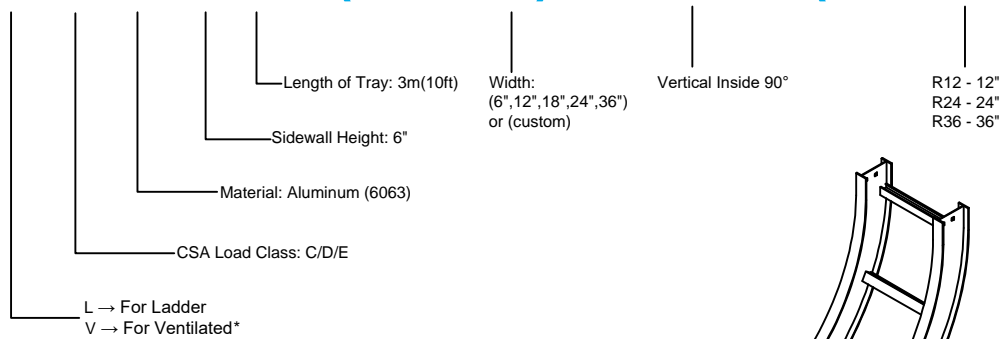 Length of Tray: 3m(10ft)
Width:
(6",12",18",24",36")
or (custom)
Vertical Inside 90°
R12 - 12"
R24 - 24"
R36 - 36"
Sidewall Height: 6"
Material: Aluminum (6063)
CSA Load Class: C/D/E
L → For Ladder
V → For Ventilated*